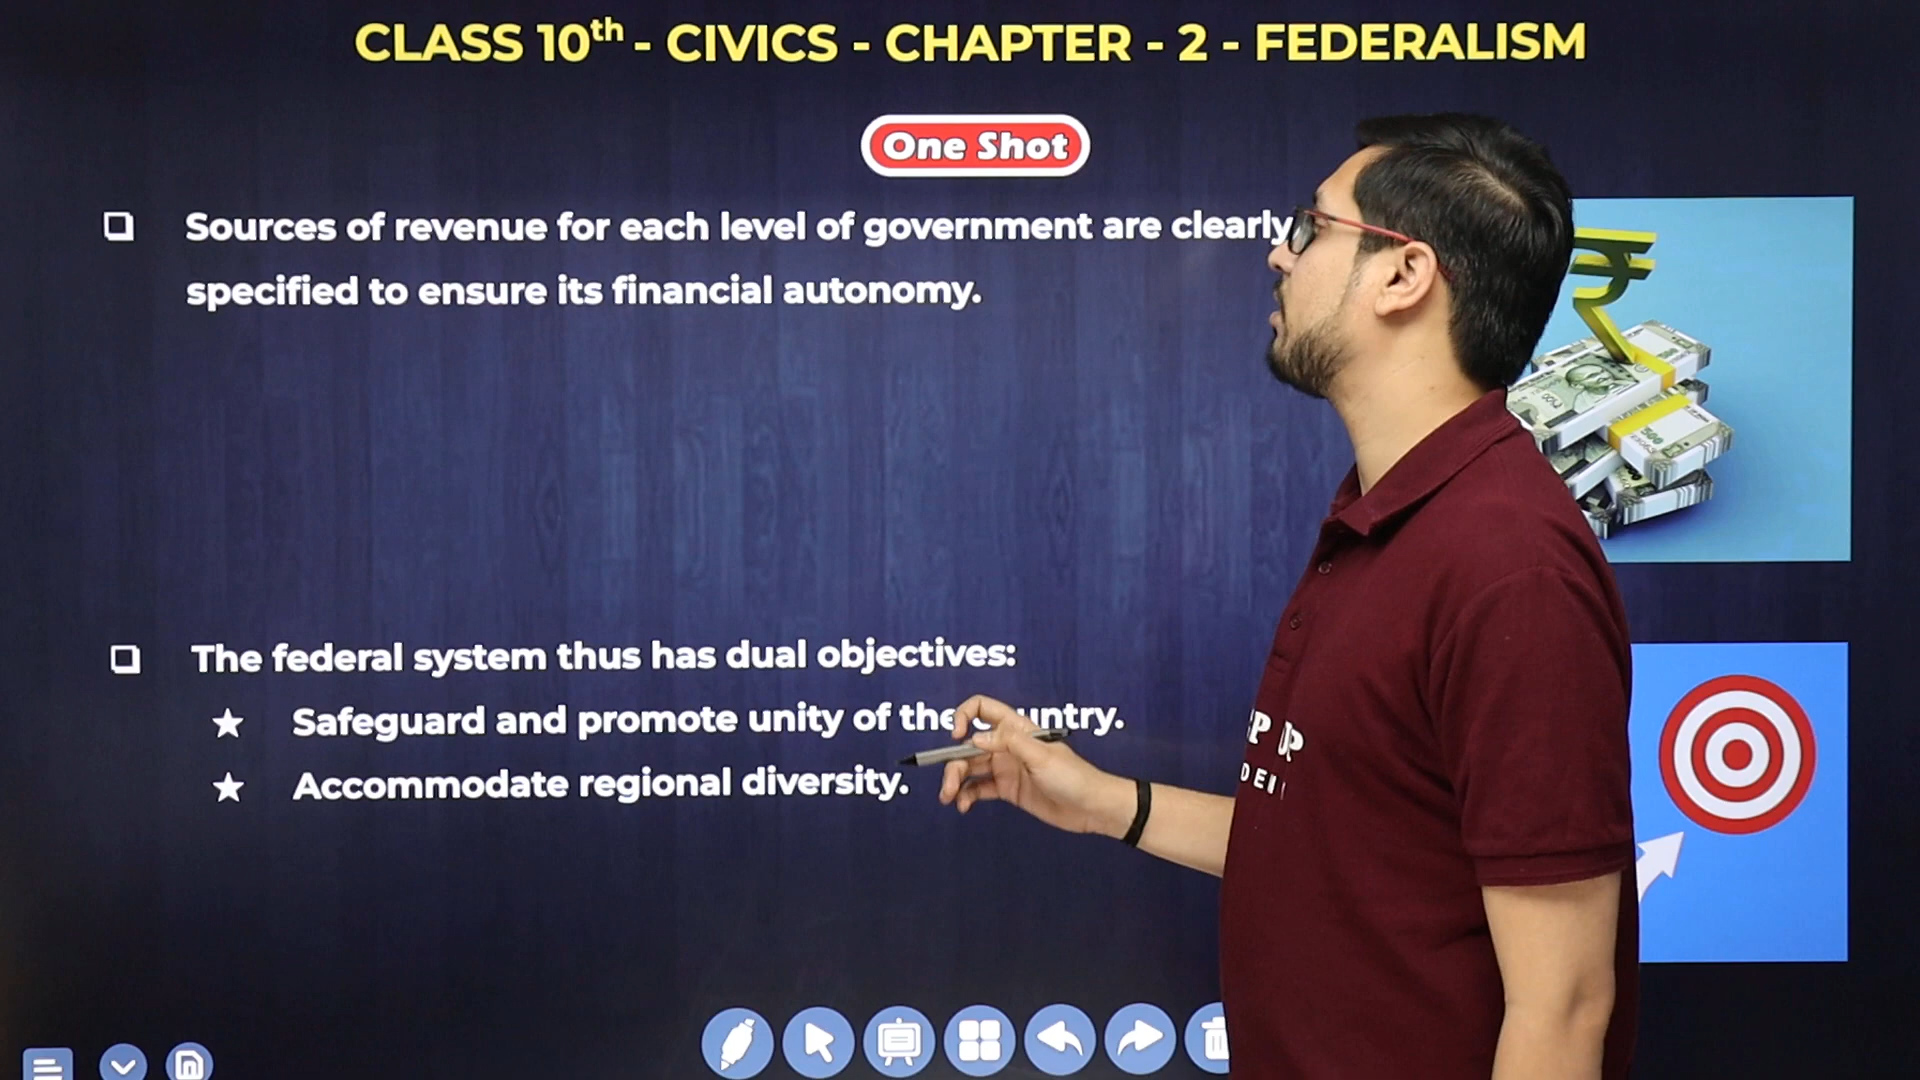 CLASS 10th - CIVICS - CHAPTER - 2 - FEDERALISM
One Shot
Sources of revenue for each level of government are clearly
specified to ensure its financial autonomy.
The federal system thus has dual objectives:
Safeguard and promote unity of the country.
Accommodate regional diversity.
500